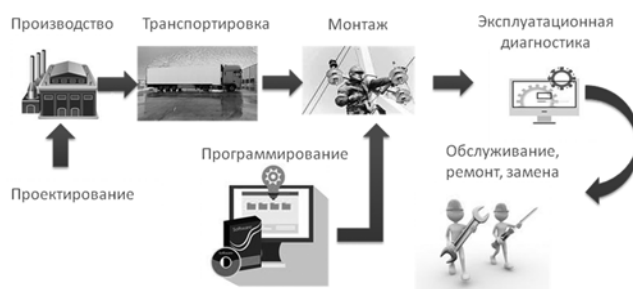 Производство
Транспортировка
Монтаж
Эксплуатационная
диагностика
Программирование
Обслуживание,
ремонт, замена
Проектирование